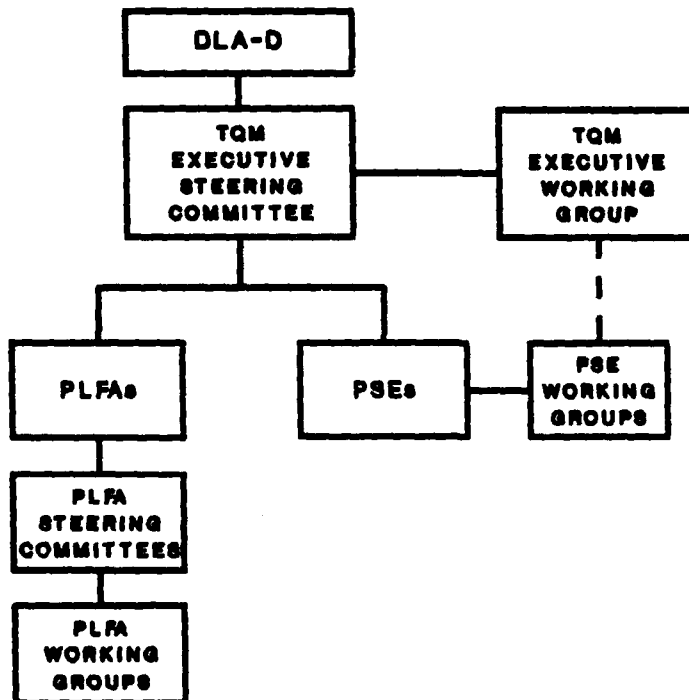 DLA-D
TQM
EXECUTIVE
STEERING
COMMITTEE
TQM
EXECUTIVE
WORKING
GROUP
PLFAs
PSEs
PSE
WORKING
GROUPS
PLFA
STEERING
COMMITTEES
PLFA
WORKING
GROUPS